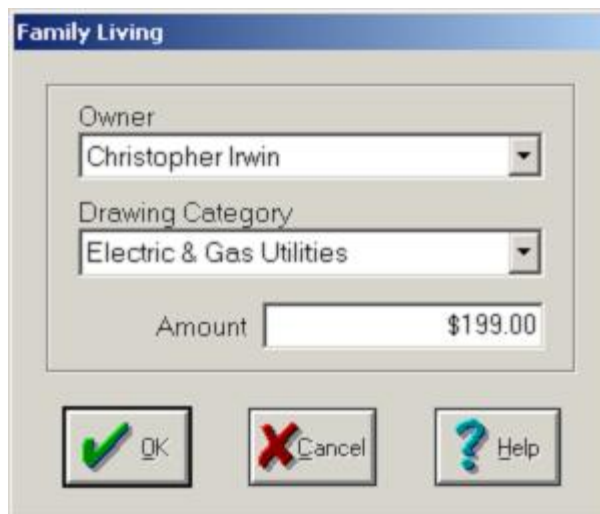 Family Living
Owner
Christopher Irwin
Drawing Category
Electric & Gas Utilities
Amount $199.00
OK Cancel Help